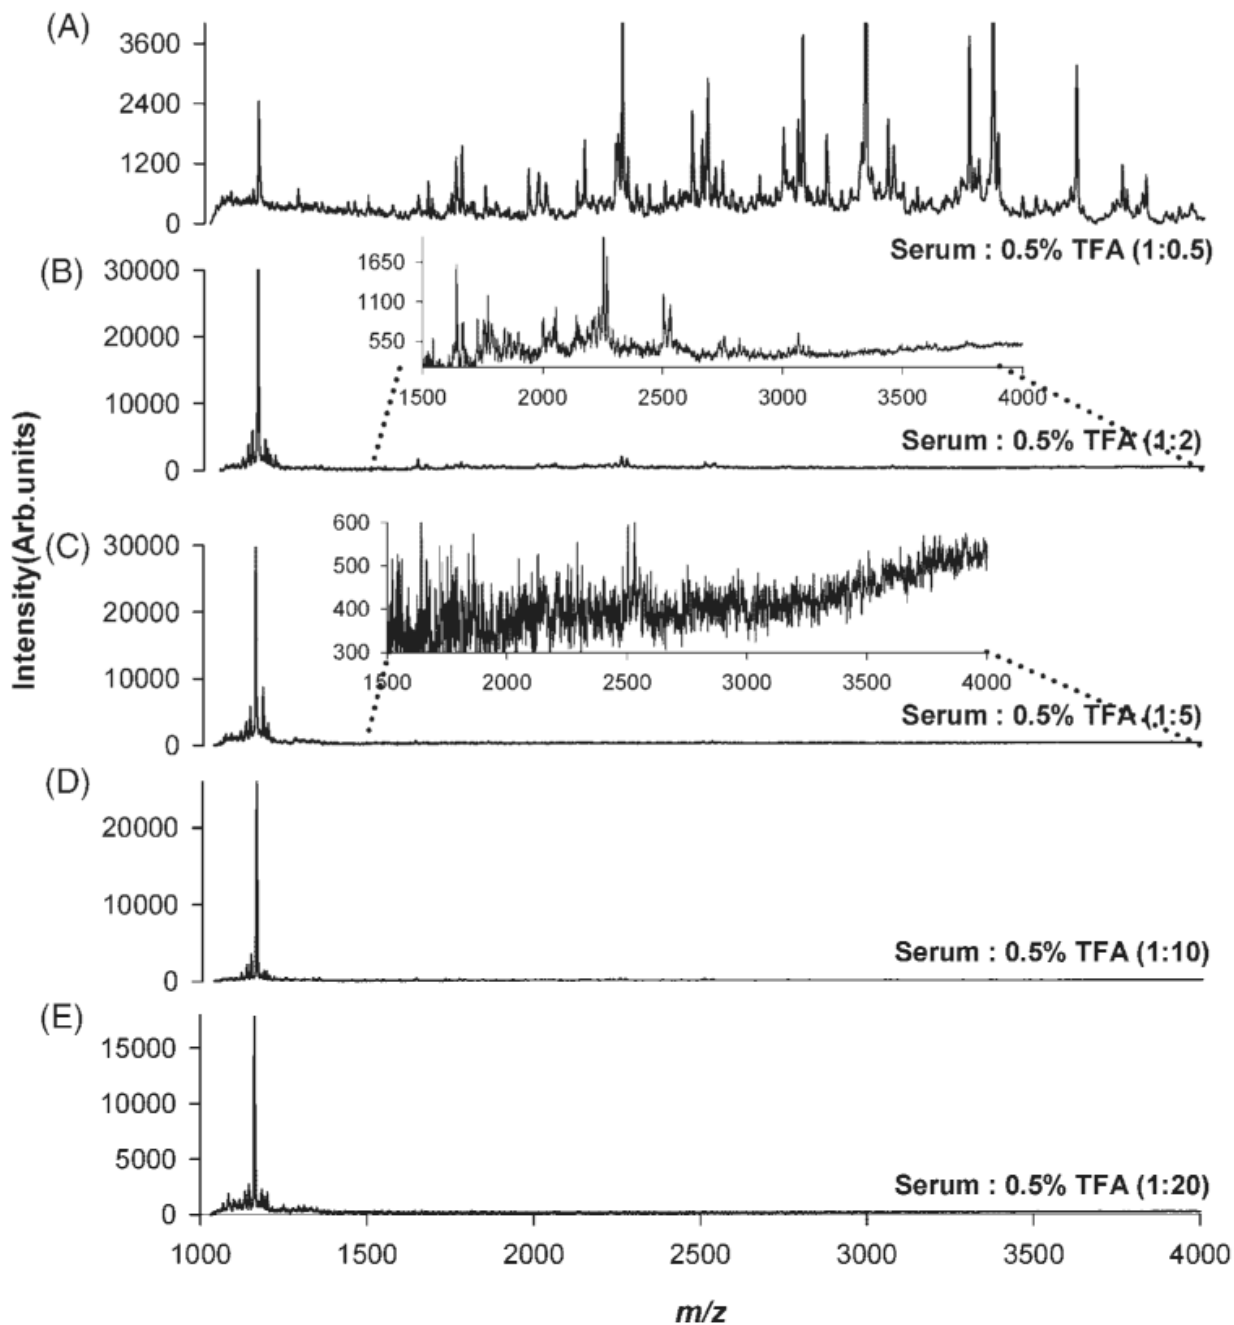 (A)
3600
2400
1200
0
Serum : 0.5% TFA (1:0.5)
(B)
30000
20000
10000
0
1650
1100
550
1500 2000 2500 3000 3500 4000
Serum : 0.5% TFA (1:2)
Intensity(Arb.units)
(C)
30000
20000
10000
0
600
500
400
300
1500 2000 2500 3000 3500 4000
Serum : 0.5% TFA (1:5)
(D)
20000
10000
0
Serum : 0.5% TFA (1:10)
(E)
15000
10000
5000
0
Serum : 0.5% TFA (1:20)
1000 1500 2000 2500 3000 3500 4000
m/z